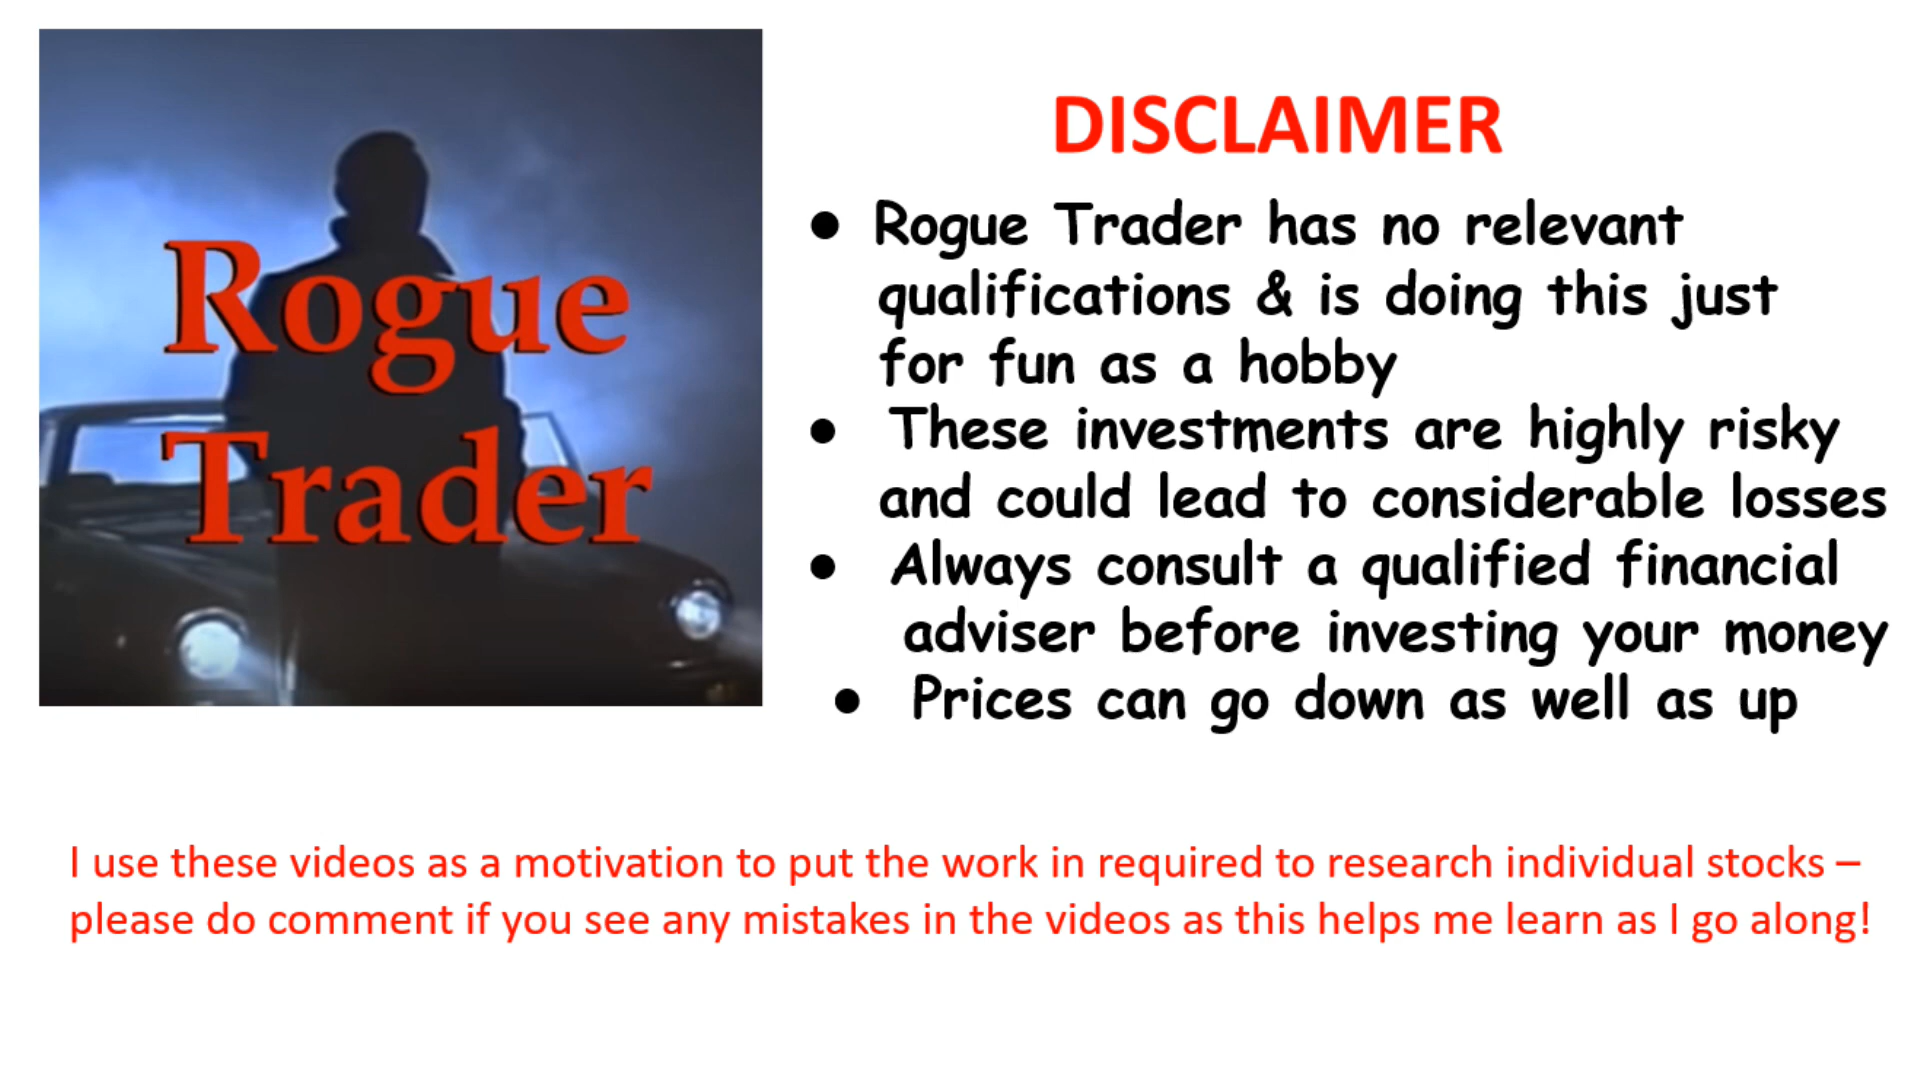 Rogue
Trader
DISCLAIMER
● Rogue Trader has no relevant
qualifications & is doing this just
for fun as a hobby
● These investments are highly risky
and could lead to considerable losses
● Always consult a qualified financial
adviser before investing your money
● Prices can go down as well as up
I use these videos as a motivation to put the work in required to research individual stocks –
please do comment if you see any mistakes in the videos as this helps me learn as I go along!